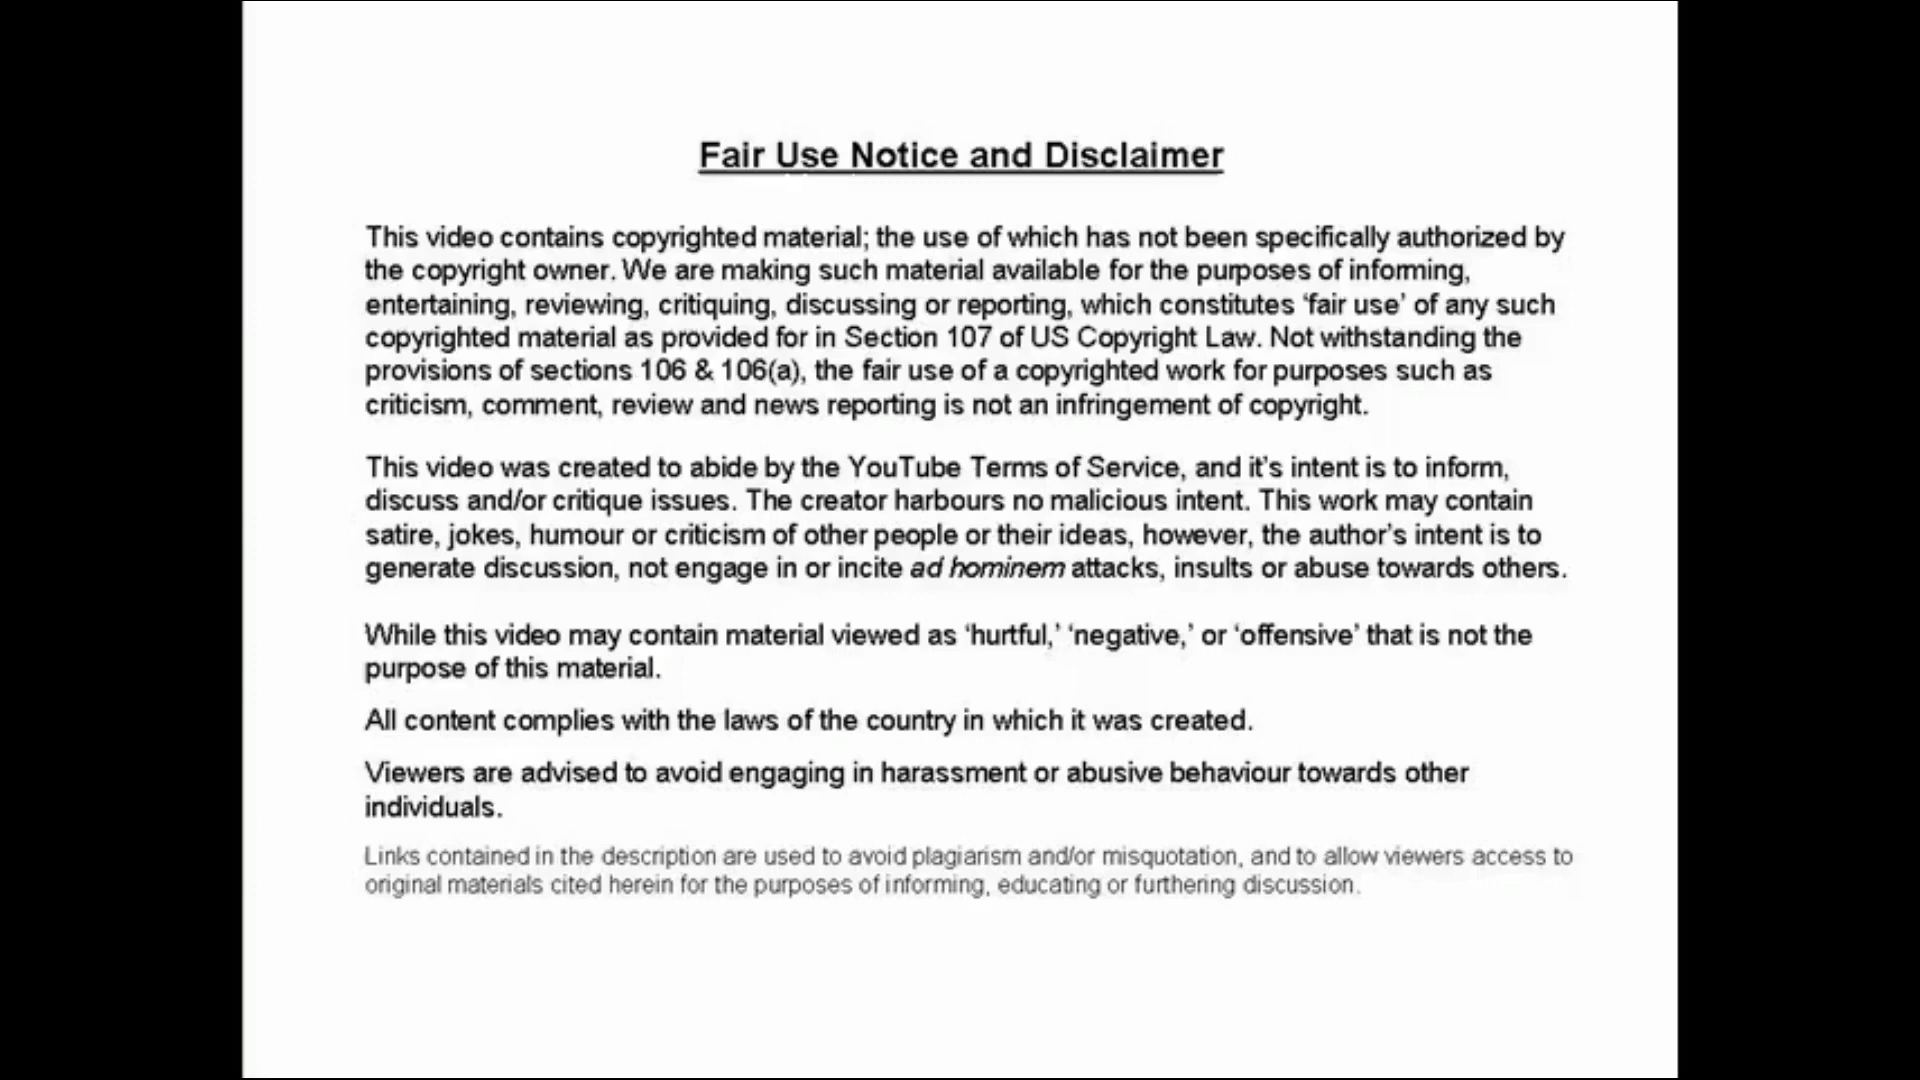 Fair Use Notice and Disclaimer
This video contains copyrighted material; the use of which has not been specifically authorized by
the copyright owner. We are making such material available for the purposes of informing,
entertaining, reviewing, critiquing, discussing or reporting, which constitutes ‘fair use’ of any such
copyrighted material as provided for in Section 107 of US Copyright Law. Not withstanding the
provisions of sections 106 & 106(a), the fair use of a copyrighted work for purposes such as
criticism, comment, review and news reporting is not an infringement of copyright.
This video was created to abide by the YouTube Terms of Service, and it’s intent is to inform,
discuss and/or critique issues. The creator harbours no malicious intent. This work may contain
satire, jokes, humour or criticism of other people or their ideas, however, the author’s intent is to
generate discussion, not engage in or incite ad hominem attacks, insults or abuse towards others.
While this video may contain material viewed as ‘hurtful,’ ‘negative,’ or ‘offensive’ that is not the
purpose of this material.
All content complies with the laws of the country in which it was created.
Viewers are advised to avoid engaging in harassment or abusive behaviour towards other
individuals.
Links contained in the description are used to avoid plagiarism and/or misquotation, and to allow viewers access to
original materials cited herein for the purposes of informing, educating or furthering discussion.